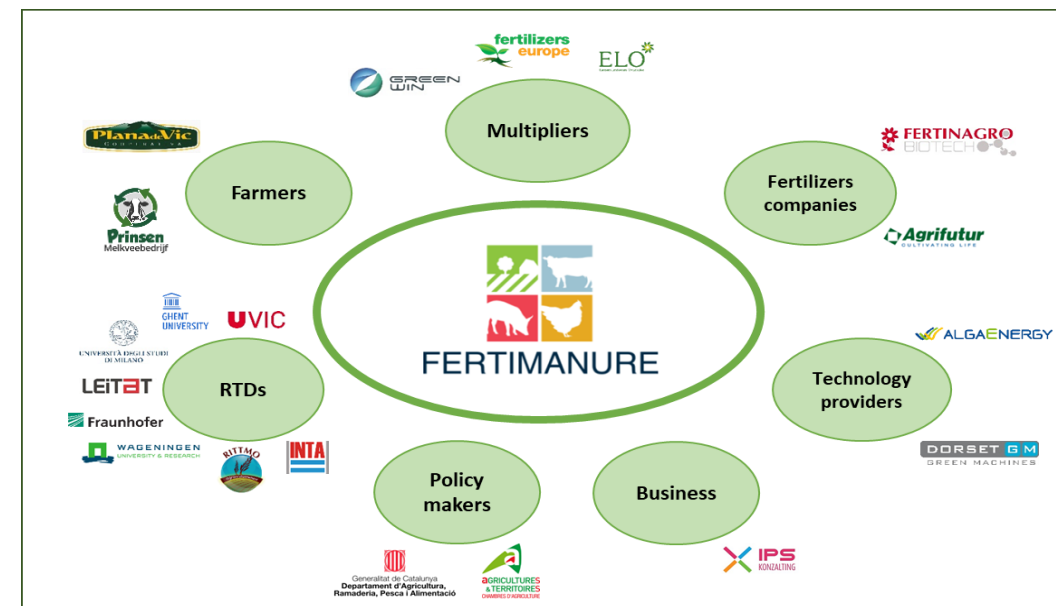 fertilizers
europe
ELO
GREEN
WIN
Multipliers
Plana de Vic
FERTINAGRO
BIOTECH
Farmers
Fertilizers
companies
Prinsen
Melkveebedrijf
Agrifutur
CULTIVATING LIFE
FERTIMANURE
GHENT
UNIVERSITY
UVIC
UNIVERSITÀ DEGLI STUDI
DI MILANO
ALGAENERGY
LEITAT
RTDs
Technology
providers
Fraunhofer
WAGENINGEN
UNIVERSITY & RESEARCH
RITTMO
INTA
DORSET GM
GREEN MACHINES
Policy
makers
Business
Generalitat de Catalunya
Departament d'Agricultura,
Ramaderia, Pesca i Alimentació
AGRICULTURES
& TERRITOIRES
CHAMBRES D'AGRICULTURE
IPS
KONZALTING